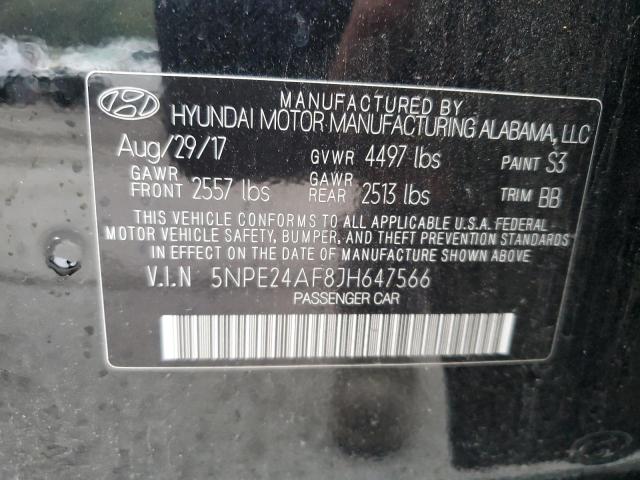 MANUFACTURED BY
HYUNDAI MOTOR MANUFACTURING ALABAMA, LLC
Aug/29/17 GVWR 4497 lbs PAINT S3
GAWR FRONT 2557 lbs GAWR REAR 2513 lbs TRIM BB
THIS VEHICLE CONFORMS TO ALL APPLICABLE U.S.A. FEDERAL
MOTOR VEHICLE SAFETY, BUMPER, AND THEFT PREVENTION STANDARDS
IN EFFECT ON THE DATE OF MANUFACTURE SHOWN ABOVE.
V.I.N 5NPE24AF8JH647566
PASSENGER CAR